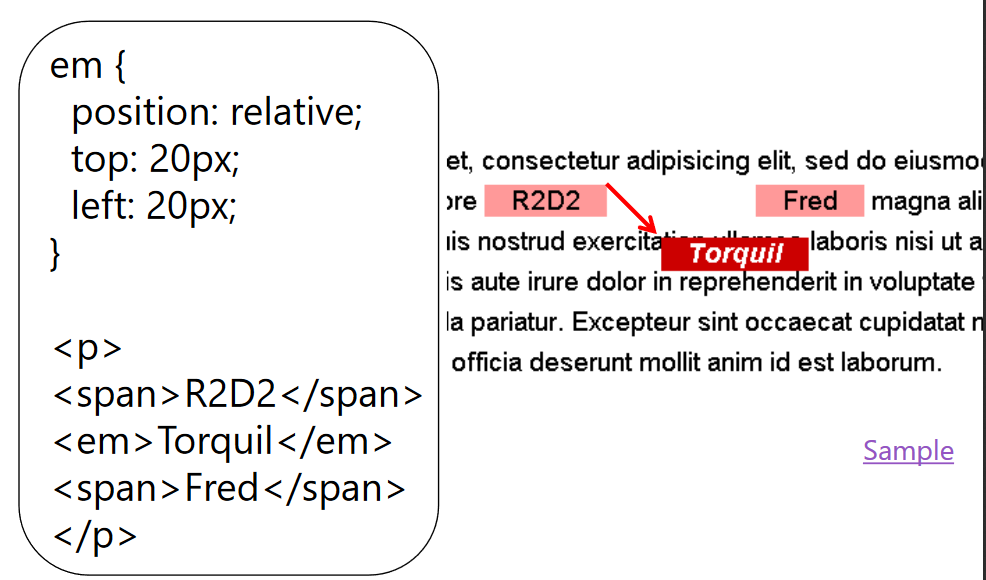 em {
position: relative;
top: 20px;
left: 20px;
}
<p>
<span>R2D2</span>
<em>Torquil</em>
<span>Fred</span>
</p>
et, consectetur adipisicing elit, sed do eiusmo
ore R2D2 Fred magna ali
is nostrud exercitation ullamco laboris nisi ut a
Torquil
is aute irure dolor in reprehenderit in voluptate
la pariatur. Excepteur sint occaecat cupidatat n
officia deserunt mollit anim id est laborum.
Sample